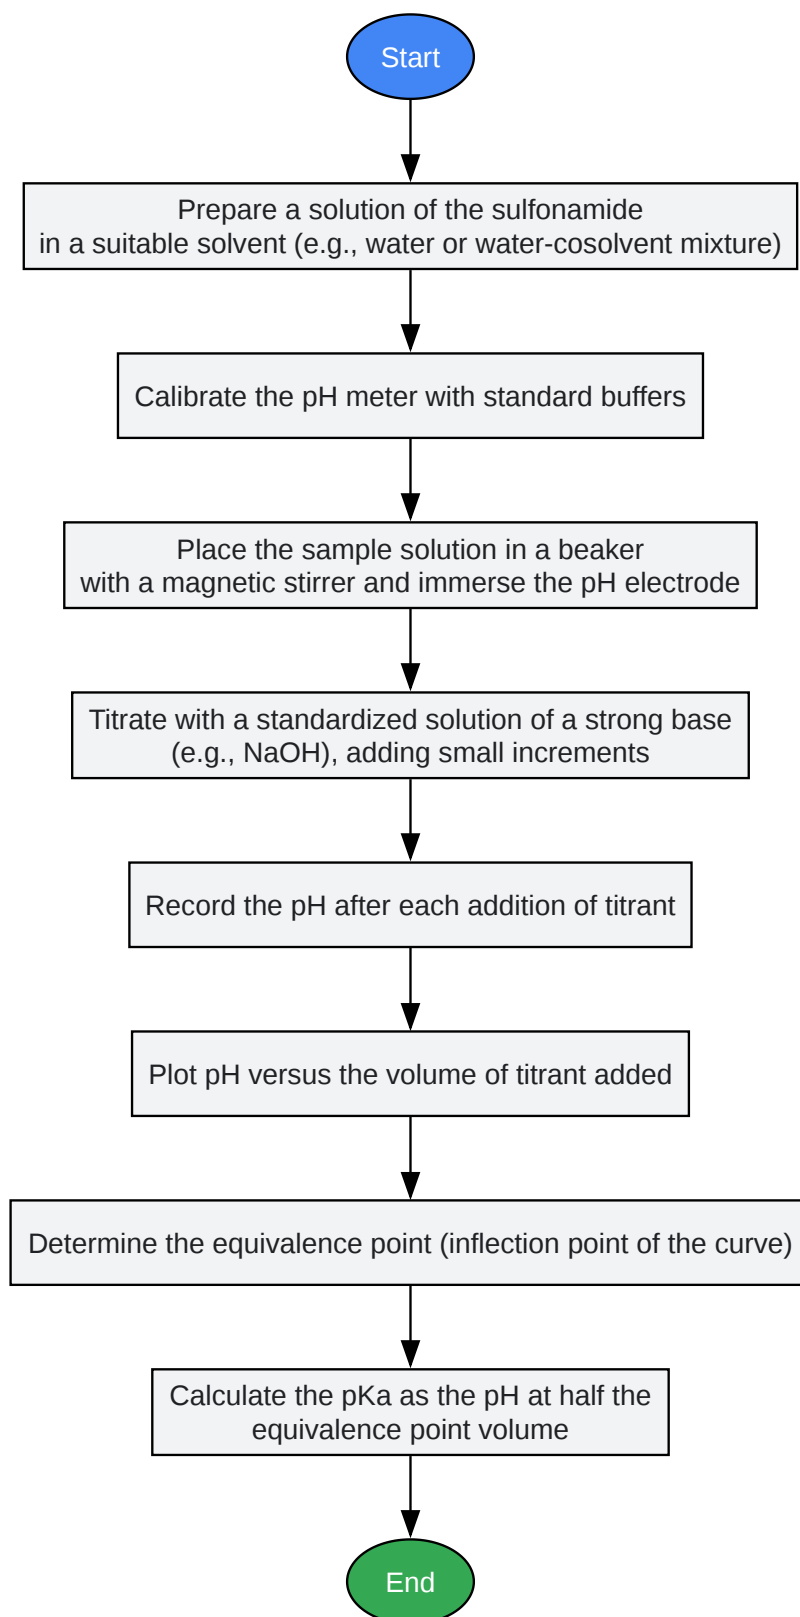 Start
Prepare a solution of the sulfonamide
in a suitable solvent (e.g., water or water-cosolvent mixture)
Calibrate the pH meter with standard buffers
Place the sample solution in a beaker
with a magnetic stirrer and immerse the pH electrode
Titrate with a standardized solution of a strong base
(e.g., NaOH), adding small increments
Record the pH after each addition of titrant
Plot pH versus the volume of titrant added
Determine the equivalence point (inflection point of the curve)
Calculate the pKa as the pH at half the
equivalence point volume
End